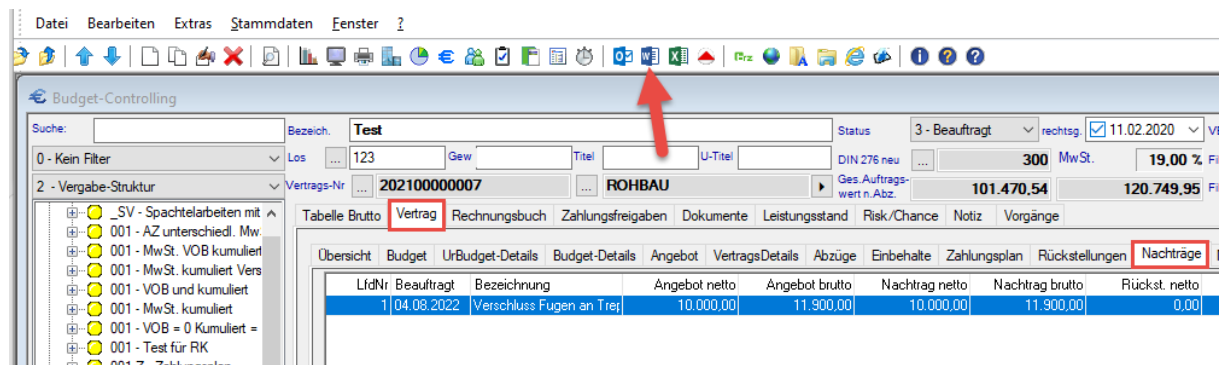 Datei Bearbeiten Extras Stammdaten Fenster ?
Budget-Controlling
Suche: Bezeich. Test Status 3 - Beauftragt rechtsg. 11.02.2020
0 - Kein Filter Los ... 123 Gew Titel U-Titel DIN 276 neu ... 300 MwSt. 19,00 %
2 - Vergabe-Struktur Vertrags-Nr ... 202100000007 ... ROHBAU Ges.Auftrags-wert n.Abz. 101.470,54 120.749,95
_SV - Spachtelarbeiten mit Tabelle Brutto Vertrag Rechnungsbuch Zahlungsfreigaben Dokumente Leistungsstand Risk/Chance Notiz Vorgänge
001 - AZ unterschiedl. Mw.
001 - MwSt. VOB kumuliert Übersicht Budget UrBudget-Details Budget-Details Angebot VertragsDetails Abzüge Einbehalte Zahlungsplan Rückstellungen Nachträge
001 - MwSt. kumuliert Vers
001 - VOB und kumuliert LfdNr Beauftragt Bezeichnung Angebot netto Angebot brutto Nachtrag netto Nachtrag brutto Rückst. netto
001 - MwSt. kumuliert 1 04.08.2022 Verschluss Fugen an Trep 10.000,00 11.900,00 10.000,00 11.900,00 0,00
001 - VOB = 0 Kumuliert =
001 - Test für RK